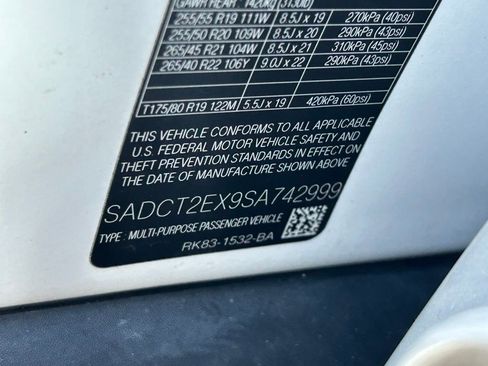 GAWR REAR 1420kg (3130lb)
255/55 R19 111W 8.5J x 19 270kPa (40psi)
255/50 R20 109W 8.5J x 20 290kPa (43psi)
265/45 R21 104W 8.5J x 21 310kPa (45psi)
265/40 R22 106Y 9.0J x 22 290kPa (43psi)
T175/80 R19 122M 5.5J x 19 420kPa (60psi)
THIS VEHICLE CONFORMS TO ALL APPLICABLE
U.S. FEDERAL MOTOR VEHICLE SAFETY AND
THEFT PREVENTION STANDARDS IN EFFECT ON
THE DATE OF MANUFACTURE SHOWN ABOVE.
SADCT2EX9SA742999
TYPE : MULTI-PURPOSE PASSENGER VEHICLE
RK83-1532-BA